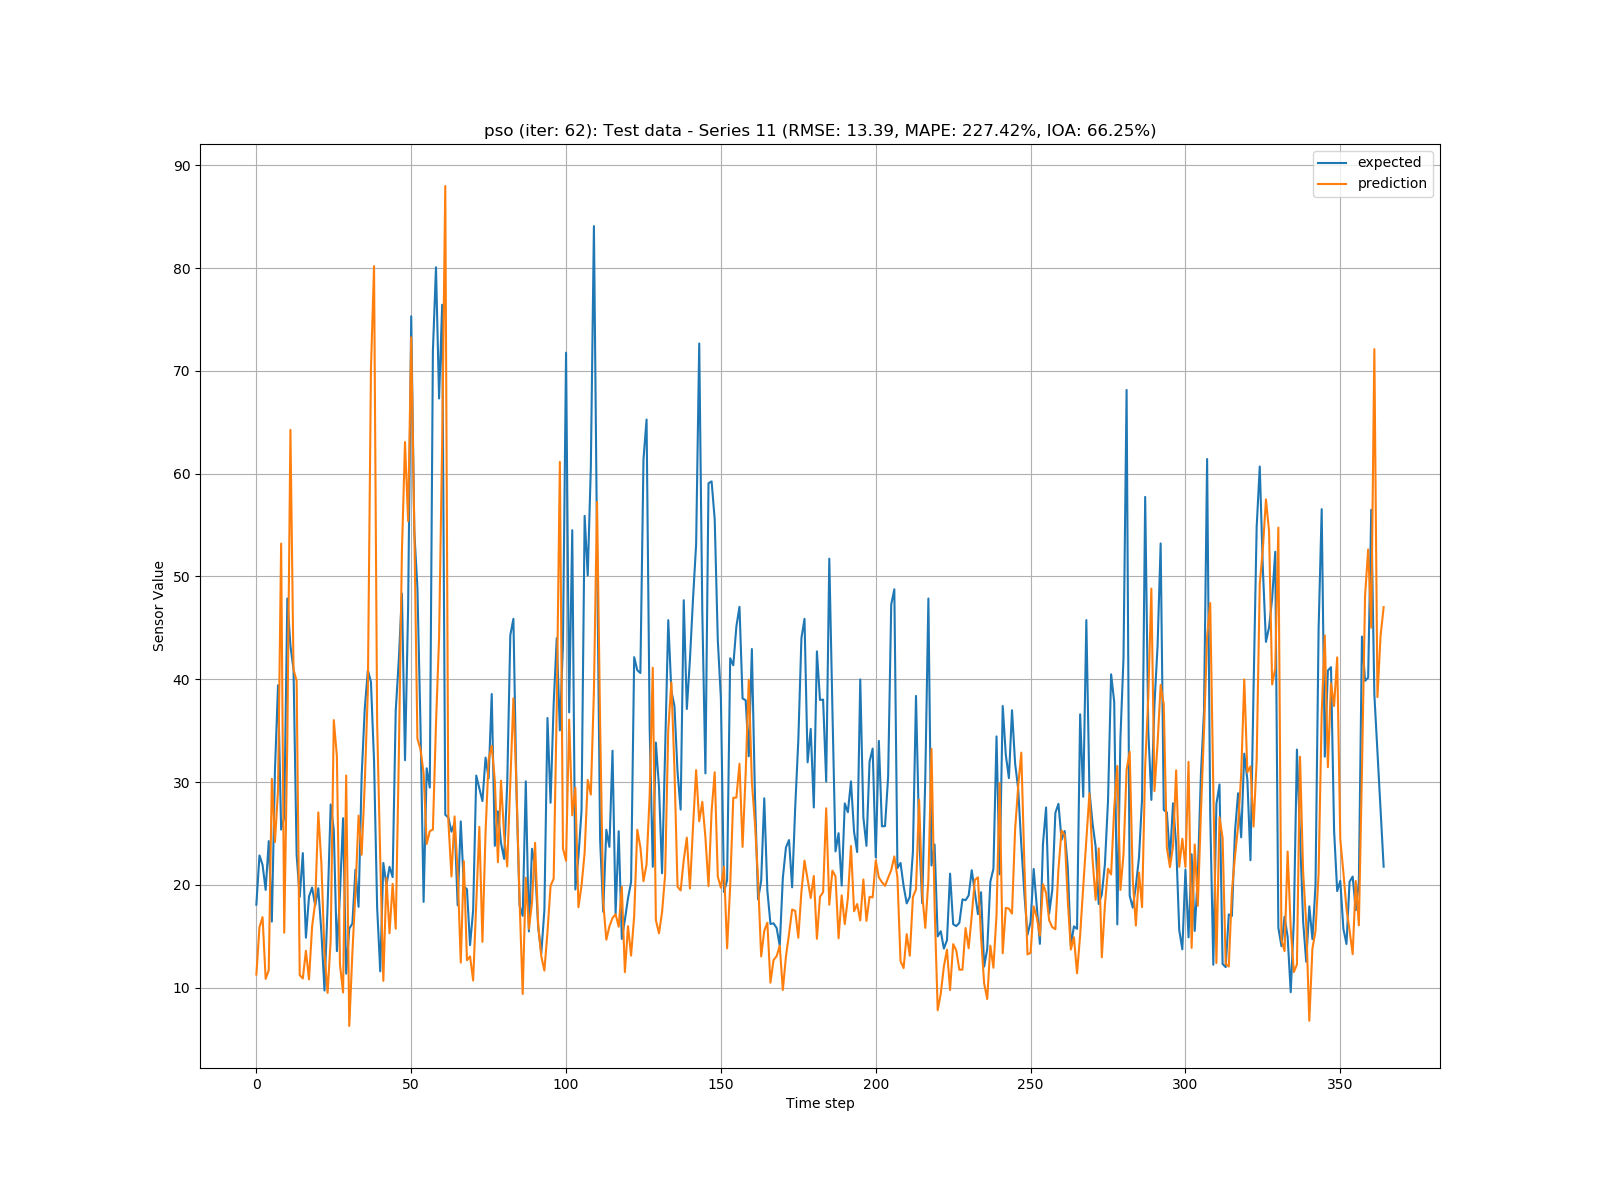 pso (iter: 62): Test data - Series 11 (RMSE: 13.39, MAPE: 227.42%, IOA: 66.25%)
expected
prediction
90
80
70
60
50
40
30
20
10
Sensor Value
0 50 100 150 200 250 300 350
Time step